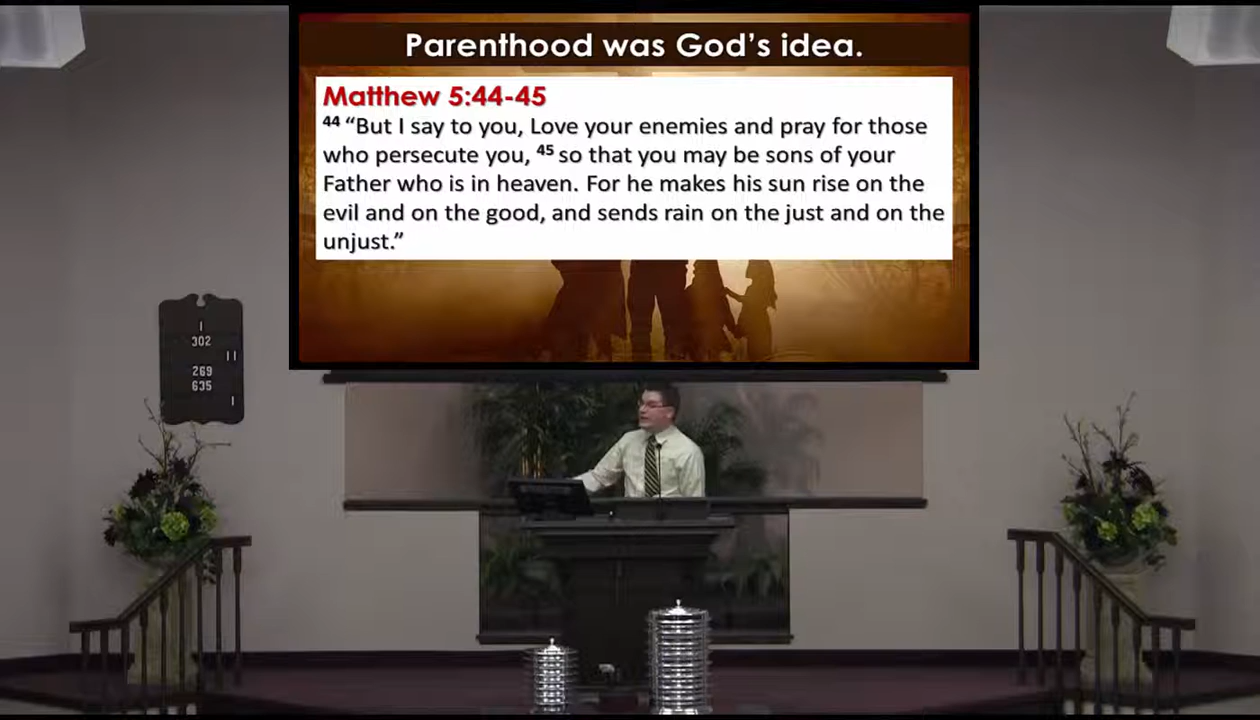 Parenthood was God’s idea.
Matthew 5:44-45
44 “But I say to you, Love your enemies and pray for those
who persecute you, 45 so that you may be sons of your
Father who is in heaven. For he makes his sun rise on the
evil and on the good, and sends rain on the just and on the
unjust.”
I
302
II
269
635
I